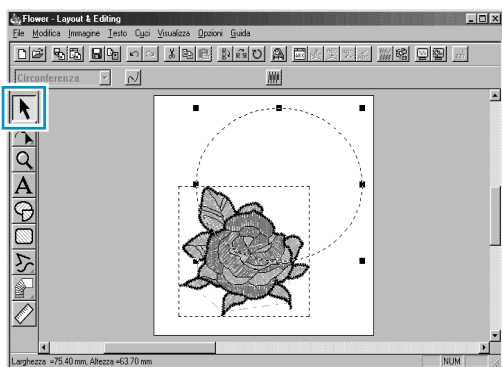 Flower - Layout & Editing
File Modifica Immagine Testo Cuci Visualizza Opzioni Guida
Circonferenza
A
Larghezza =75.40 mm, Altezza =63.70 mm NUM